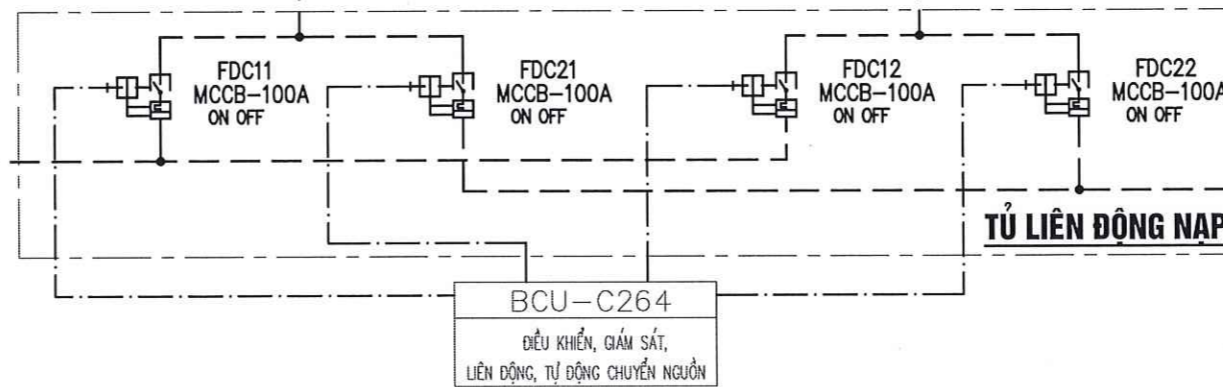 FDC11
MCCB-100A
ON OFF
FDC21
MCCB-100A
ON OFF
FDC12
MCCB-100A
ON OFF
FDC22
MCCB-100A
ON OFF
TỦ LIÊN ĐỘNG NẠP
BCU-C264
ĐIỀU KHIỂN, GIÁM SÁT,
LIÊN ĐỘNG, TỰ ĐỘNG CHUYỂN NGUỒN